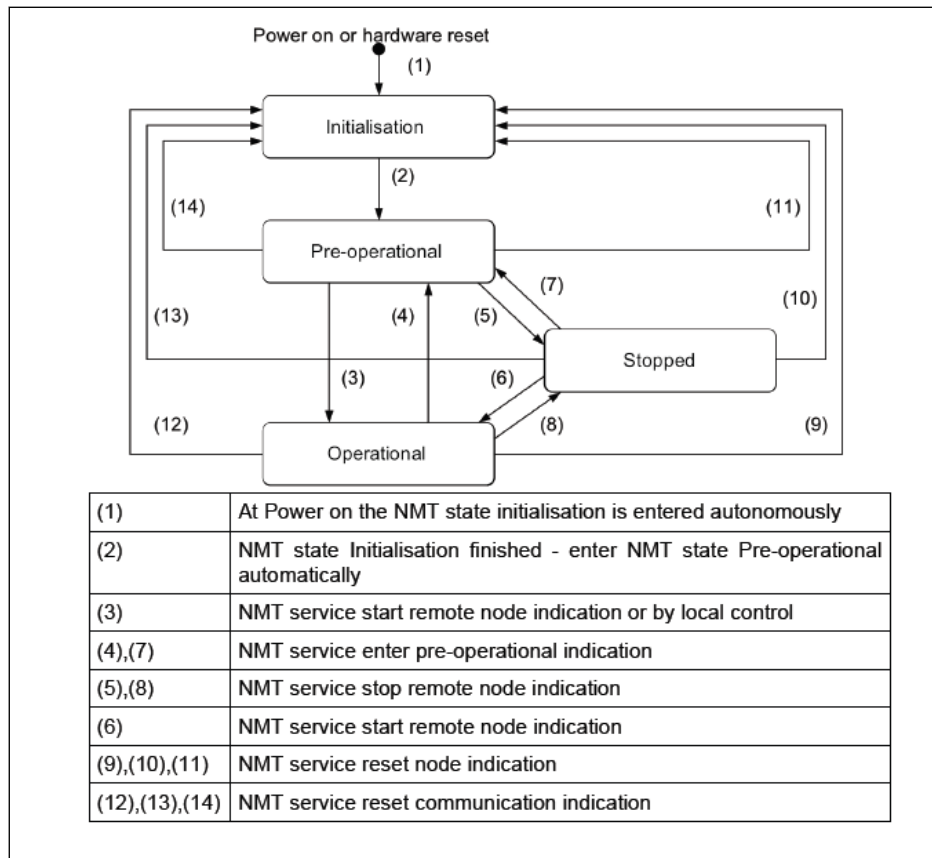 Power on or hardware reset
(1)
Initialisation
(2)
(14)
(11)
Pre-operational
(7)
(13)
(4)
(5)
(10)
Stopped
(3)
(6)
(12)
(8)
(9)
Operational
(1) At Power on the NMT state initialisation is entered autonomously
(2) NMT state Initialisation finished - enter NMT state Pre-operational
automatically
(3) NMT service start remote node indication or by local control
(4),(7) NMT service enter pre-operational indication
(5),(8) NMT service stop remote node indication
(6) NMT service start remote node indication
(9),(10),(11) NMT service reset node indication
(12),(13),(14) NMT service reset communication indication